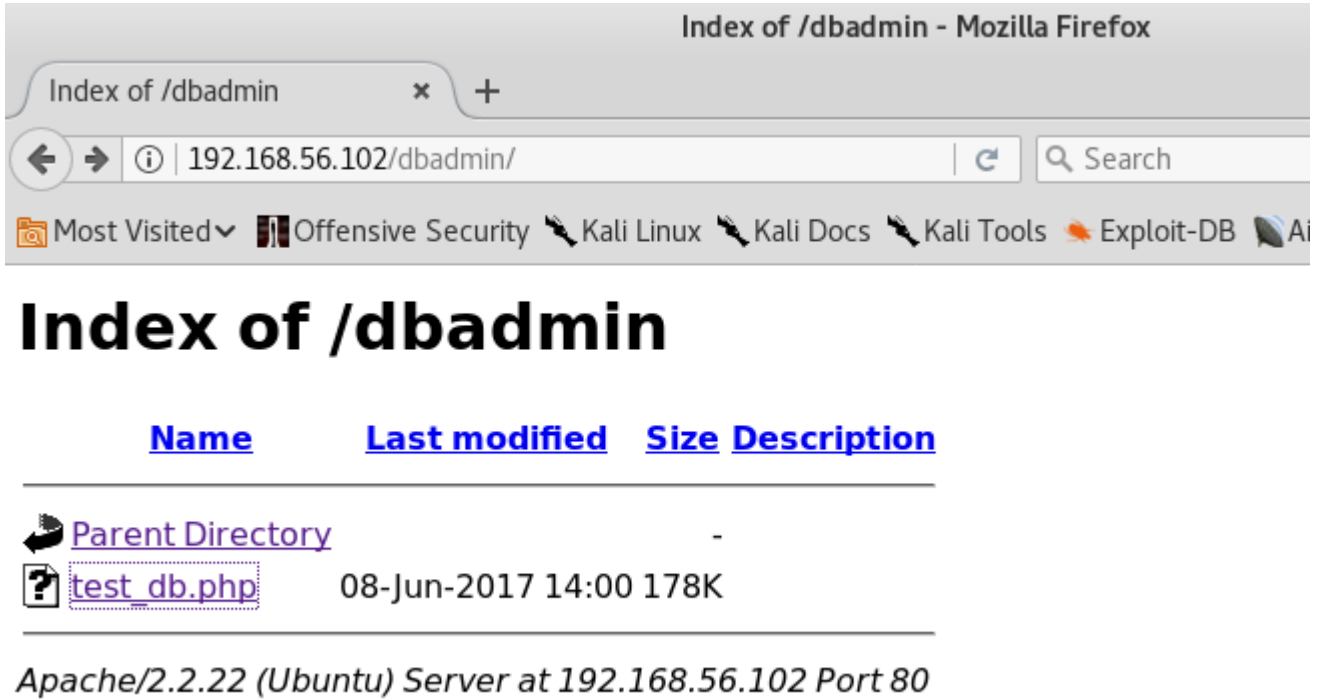 Index of /dbadmin - Mozilla Firefox
Index of /dbadmin
192.168.56.102/dbadmin/ Search
Most Visited Offensive Security Kali Linux Kali Docs Kali Tools Exploit-DB Ai
Index of /dbadmin
Name Last modified Size Description
Parent Directory -
test_db.php 08-Jun-2017 14:00 178K
Apache/2.2.22 (Ubuntu) Server at 192.168.56.102 Port 80